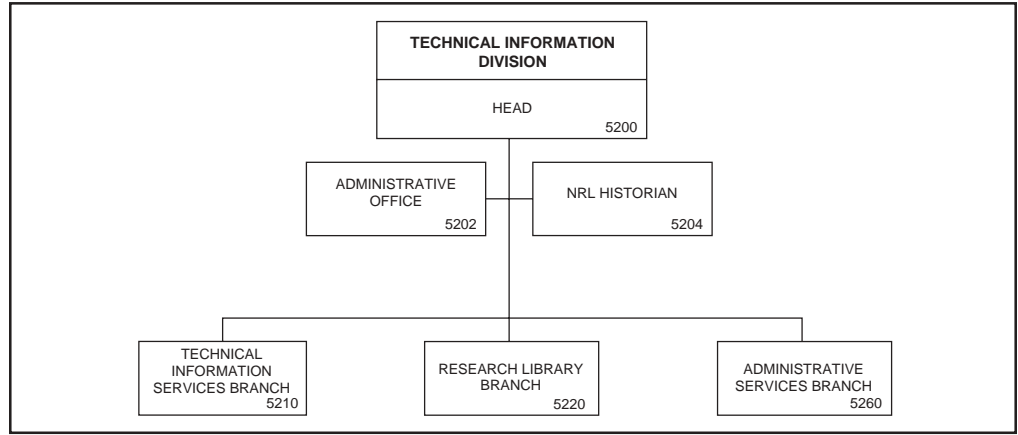 TECHNICAL INFORMATION
DIVISION
HEAD
5200
ADMINISTRATIVE
OFFICE
5202
NRL HISTORIAN
5204
TECHNICAL
INFORMATION
SERVICES BRANCH
5210
RESEARCH LIBRARY
BRANCH
5220
ADMINISTRATIVE
SERVICES BRANCH
5260